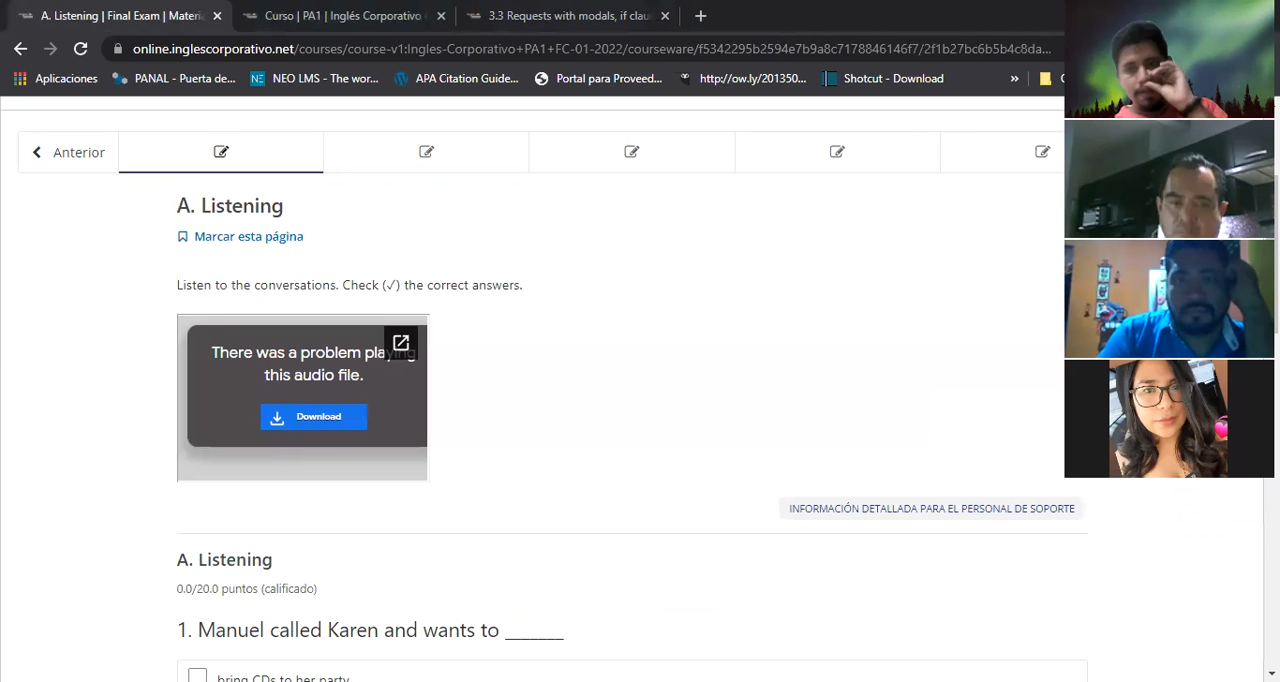 A. Listening | Final Exam | Materi
Curso | PA1 | Inglés Corporativo
3.3 Requests with modals, if clau
online.inglescorporativo.net/courses/course-v1:Ingles-Corporativo+PA1+FC-01-2022/courseware/f5342295b2594e7b9a8c7178846146f7/2f1b27bc6b5b4c8da...
Aplicaciones
PANAL - Puerta de...
NEO LMS - The wor...
APA Citation Guide...
Portal para Proveed...
http://ow.ly/201350...
Shotcut - Download
»
Anterior
A. Listening
Marcar esta página
Listen to the conversations. Check (✓) the correct answers.
There was a problem playing
this audio file.
Download
INFORMACIÓN DETALLADA PARA EL PERSONAL DE SOPORTE
A. Listening
0.0/20.0 puntos (calificado)
1. Manuel called Karen and wants to _______
bring CDs to her party